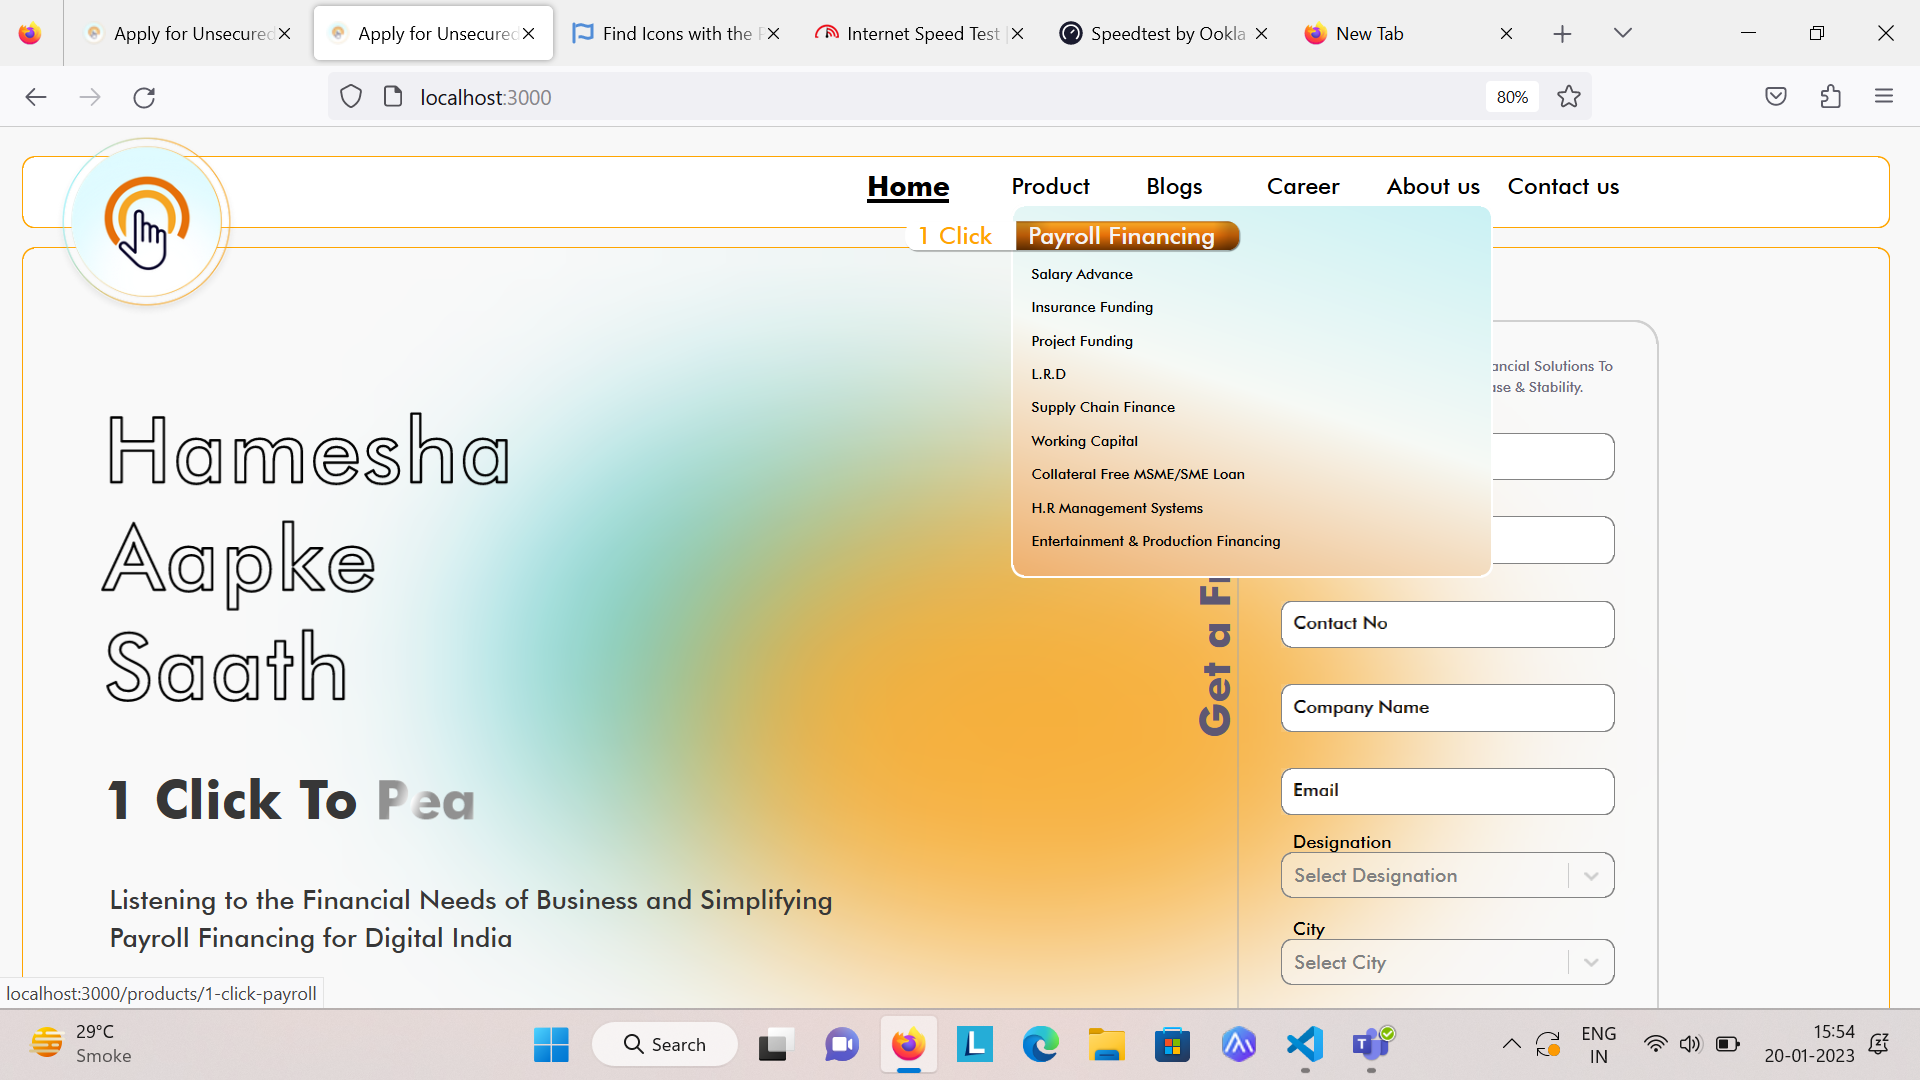 Apply for Unsecured
Apply for Unsecured
Find Icons with the
Internet Speed Test
Speedtest by Ookla
New Tab
localhost:3000
80%
Home
Product
Blogs
Career
About us
Contact us
1 Click
Payroll Financing
Salary Advance
Insurance Funding
Project Funding
L.R.D
Supply Chain Finance
Working Capital
Collateral Free MSME/SME Loan
H.R Management Systems
Entertainment & Production Financing
ancial Solutions To
ase & Stability.
Hamesha
Aapke
Saath
1 Click To Pea
Listening to the Financial Needs of Business and Simplifying
Payroll Financing for Digital India
Get a
Contact No
Company Name
Email
Designation
Select Designation
City
Select City
localhost:3000/products/1-click-payroll
29°C
Smoke
Search
ENG
IN
15:54
20-01-2023